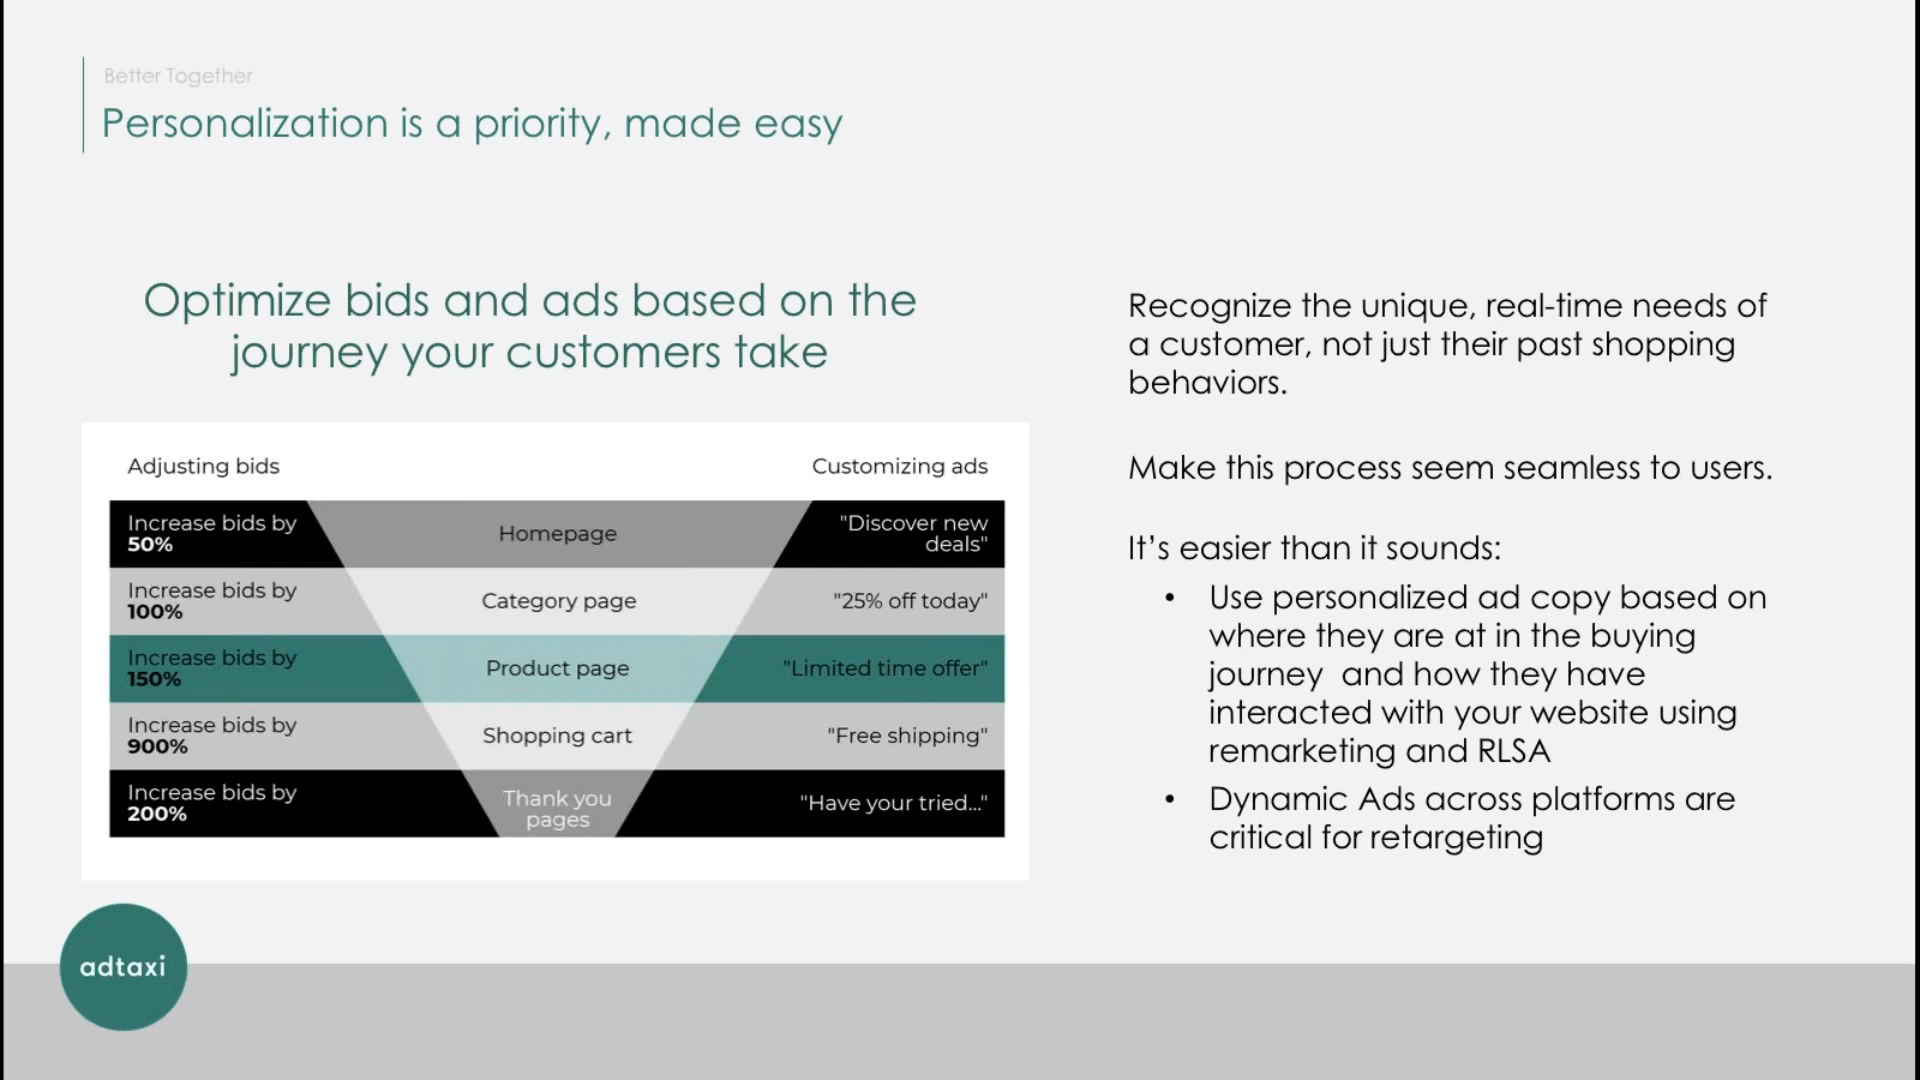 Better Together
Personalization is a priority, made easy
Optimize bids and ads based on the
journey your customers take
Adjusting bids
Customizing ads
Increase bids by
50%
Homepage
"Discover new
deals"
Increase bids by
100%
Category page
"25% off today"
Increase bids by
150%
Product page
"Limited time offer"
Increase bids by
900%
Shopping cart
"Free shipping"
Increase bids by
200%
Thank you
pages
"Have your tried..."
Recognize the unique, real-time needs of
a customer, not just their past shopping
behaviors.
Make this process seem seamless to users.
It’s easier than it sounds:
• Use personalized ad copy based on
where they are at in the buying
journey  and how they have
interacted with your website using
remarketing and RLSA
• Dynamic Ads across platforms are
critical for retargeting
adtaxi